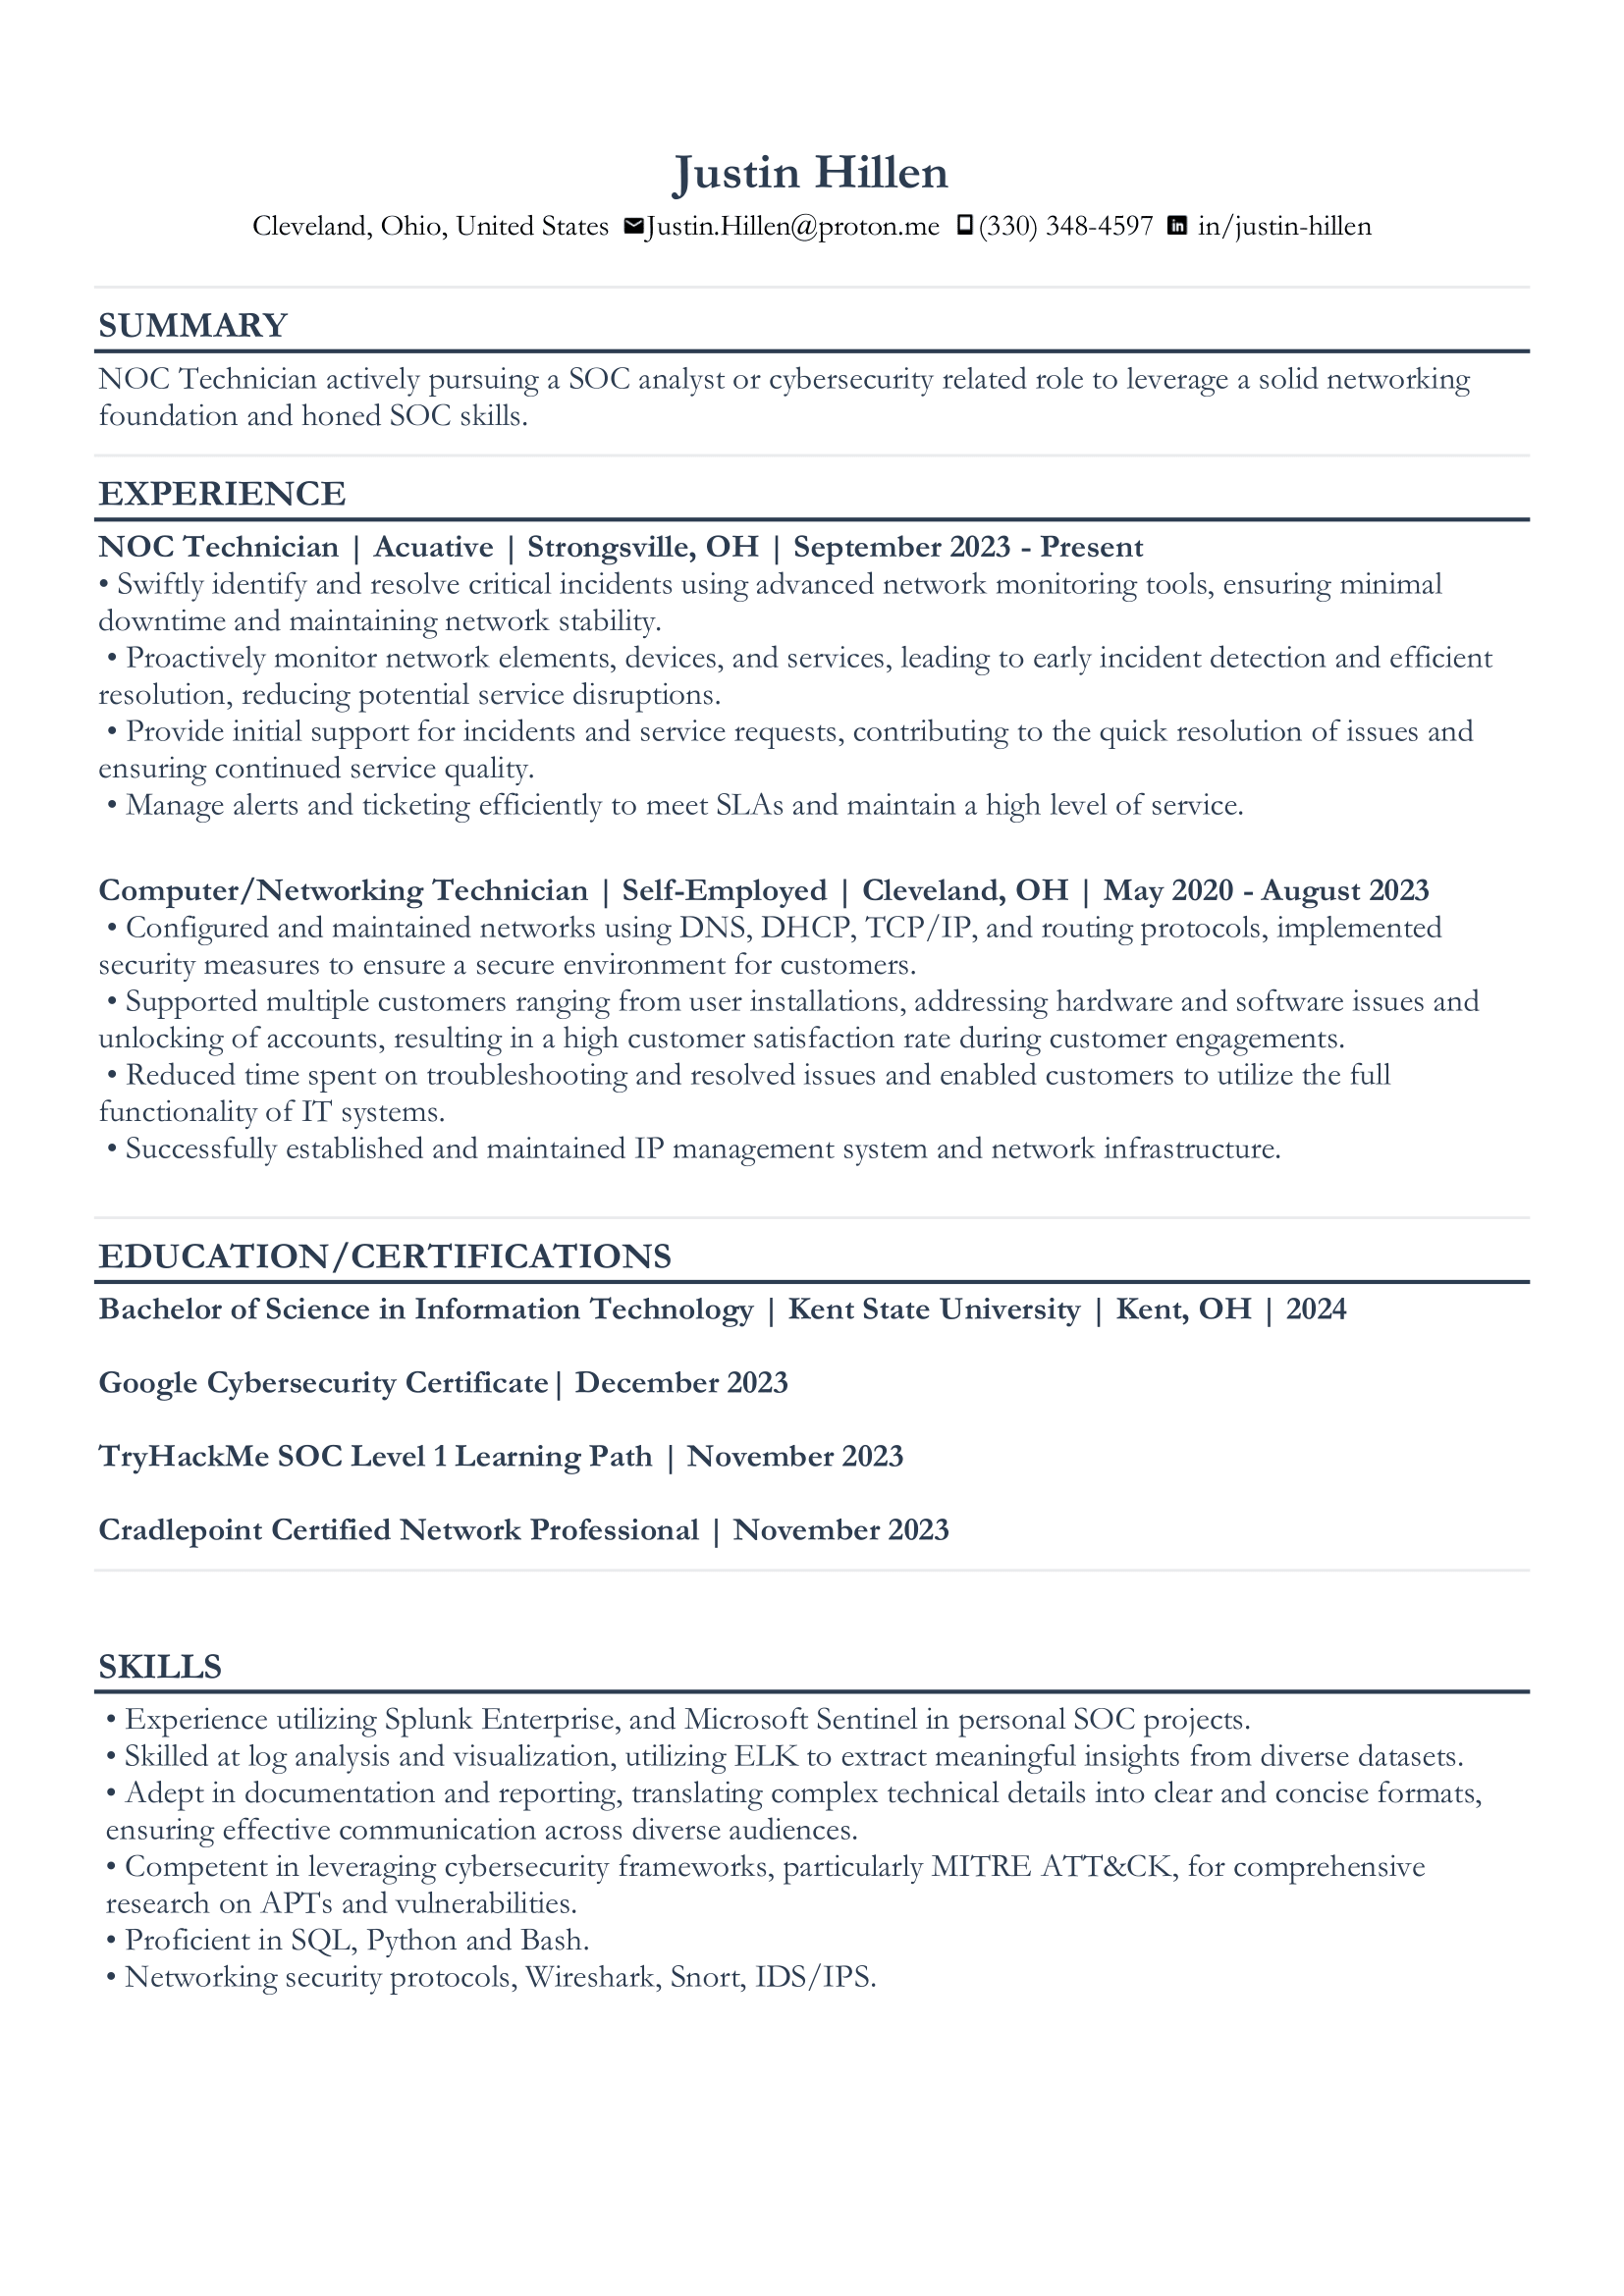 Justin Hillen
Cleveland, Ohio, United States Justin.Hillen@proton.me (330) 348-4597 in/justin-hillen
SUMMARY
NOC Technician actively pursuing a SOC analyst or cybersecurity related role to leverage a solid networking
foundation and honed SOC skills.
EXPERIENCE
NOC Technician | Acuative | Strongsville, OH | September 2023 - Present
• Swiftly identify and resolve critical incidents using advanced network monitoring tools, ensuring minimal
downtime and maintaining network stability.
• Proactively monitor network elements, devices, and services, leading to early incident detection and efficient
resolution, reducing potential service disruptions.
• Provide initial support for incidents and service requests, contributing to the quick resolution of issues and
ensuring continued service quality.
• Manage alerts and ticketing efficiently to meet SLAs and maintain a high level of service.
Computer/Networking Technician | Self-Employed | Cleveland, OH | May 2020 - August 2023
• Configured and maintained networks using DNS, DHCP, TCP/IP, and routing protocols, implemented
security measures to ensure a secure environment for customers.
• Supported multiple customers ranging from user installations, addressing hardware and software issues and
unlocking of accounts, resulting in a high customer satisfaction rate during customer engagements.
• Reduced time spent on troubleshooting and resolved issues and enabled customers to utilize the full
functionality of IT systems.
• Successfully established and maintained IP management system and network infrastructure.
EDUCATION/CERTIFICATIONS
Bachelor of Science in Information Technology | Kent State University | Kent, OH | 2024
Google Cybersecurity Certificate| December 2023
TryHackMe SOC Level 1 Learning Path | November 2023
Cradlepoint Certified Network Professional | November 2023
SKILLS
• Experience utilizing Splunk Enterprise, and Microsoft Sentinel in personal SOC projects.
• Skilled at log analysis and visualization, utilizing ELK to extract meaningful insights from diverse datasets.
• Adept in documentation and reporting, translating complex technical details into clear and concise formats,
ensuring effective communication across diverse audiences.
• Competent in leveraging cybersecurity frameworks, particularly MITRE ATT&CK, for comprehensive
research on APTs and vulnerabilities.
• Proficient in SQL, Python and Bash.
• Networking security protocols, Wireshark, Snort, IDS/IPS.